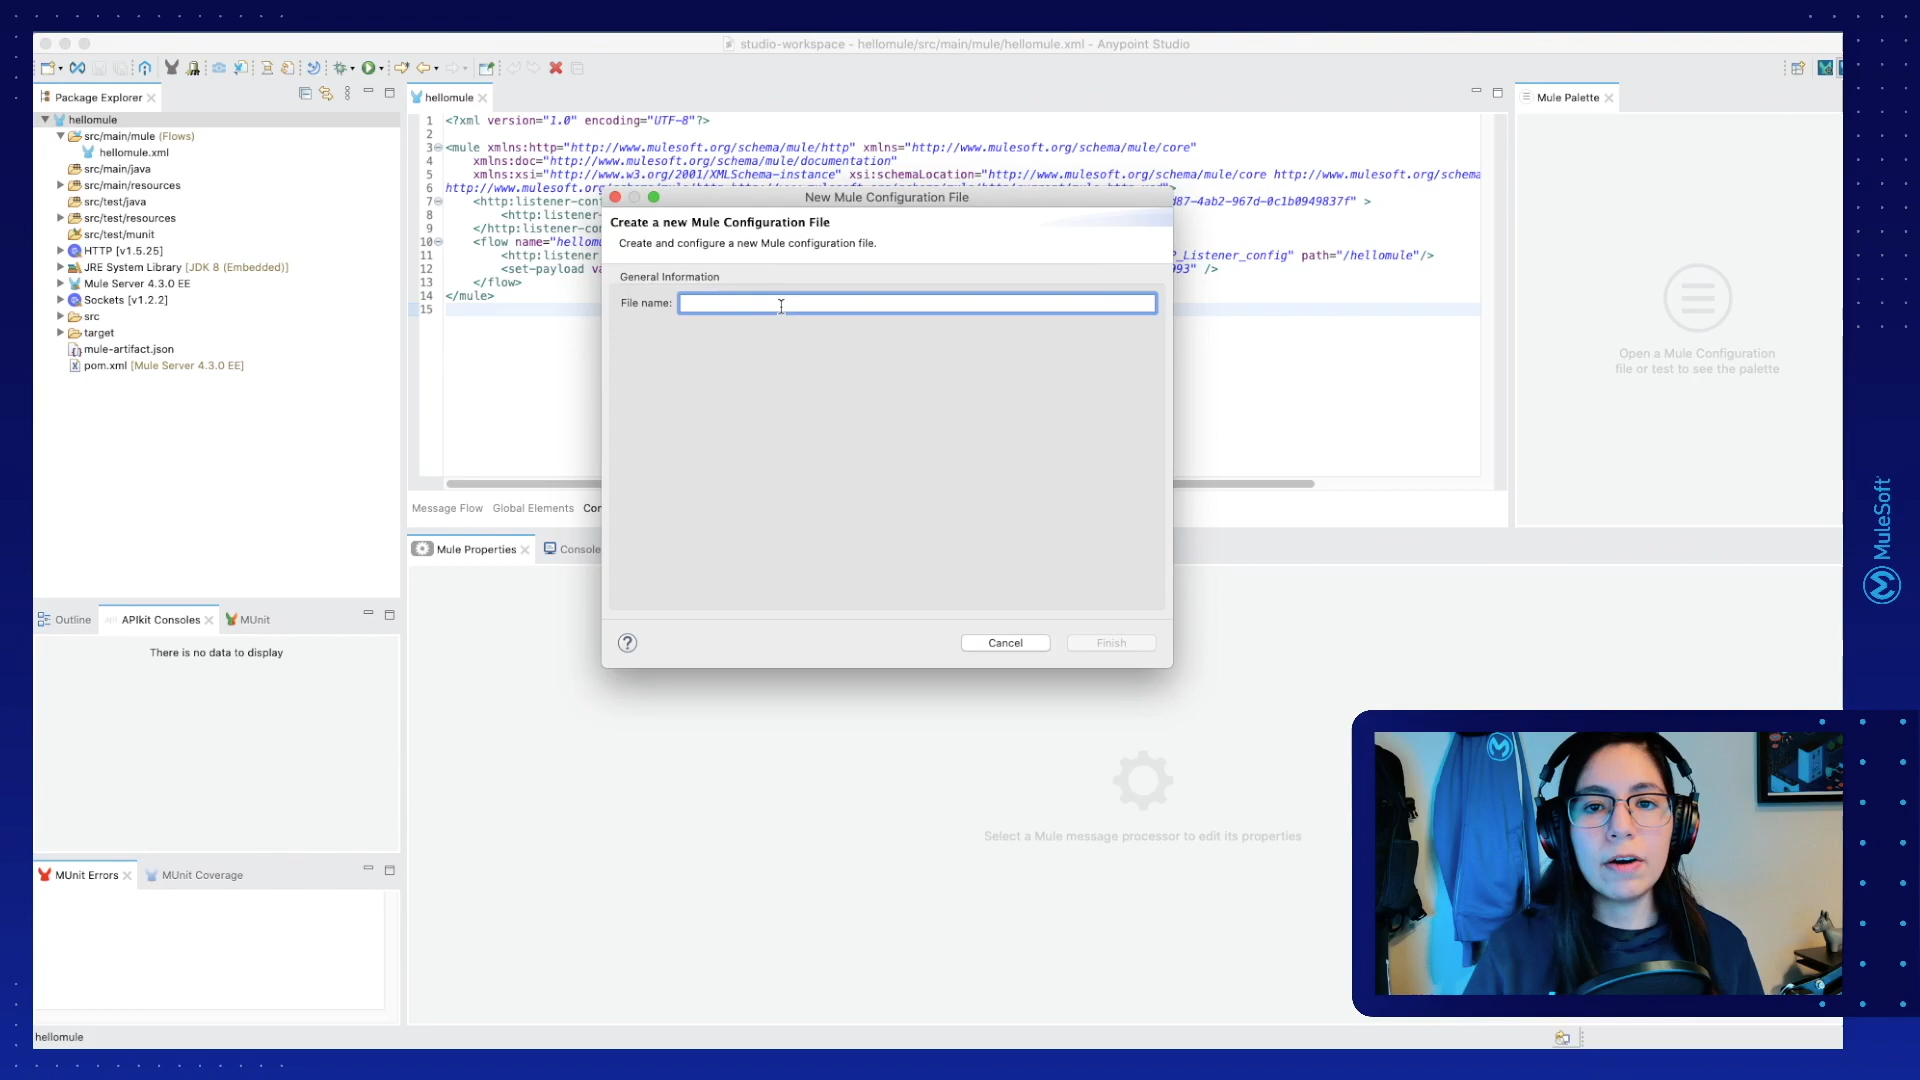 studio-workspace - hellomule/src/main/mule/hellomule.xml - Anypoint Studio
Package Explorer
hellomule
src/main/mule (Flows)
hellomule.xml
src/main/java
src/main/resources
src/test/java
src/test/resources
src/test/munit
HTTP [v1.5.25]
JRE System Library [JDK 8 (Embedded)]
Mule Server 4.3.0 EE
Sockets [v1.2.2]
src
target
mule-artifact.json
pom.xml [Mule Server 4.3.0 EE]
hellomule
1 <?xml version="1.0" encoding="UTF-8"?>
2
3 <mule xmlns:http="http://www.mulesoft.org/schema/mule/http" xmlns="http://www.mulesoft.org/schema/mule/core"
4 xmlns:doc="http://www.mulesoft.org/schema/mule/documentation"
5 xmlns:xsi="http://www.w3.org/2001/XMLSchema-instance" xsi:schemaLocation="http://www.mulesoft.org/schema/mule/core http://www.mulesoft.org/schema
6 http://www.mulesoft.org
7 <http:listener-conf d87-4ab2-967d-0c1b0949837f" >
8 <http:listener-
9 </http:listener-con
10 <flow name="hellomu
11 <http:listener P_Listener_config" path="/hellomule"/>
12 <set-payload va 993" />
13 </flow>
14 </mule>
15
Message Flow Global Elements Con
New Mule Configuration File
Create a new Mule Configuration File
Create and configure a new Mule configuration file.
General Information
File name:
Cancel
Finish
Mule Palette
Open a Mule Configuration
file or test to see the palette
Mule Properties
Console
Select a Mule message processor to edit its properties
Outline
APIkit Consoles
MUnit
There is no data to display
MUnit Errors
MUnit Coverage
hellomule
MuleSoft